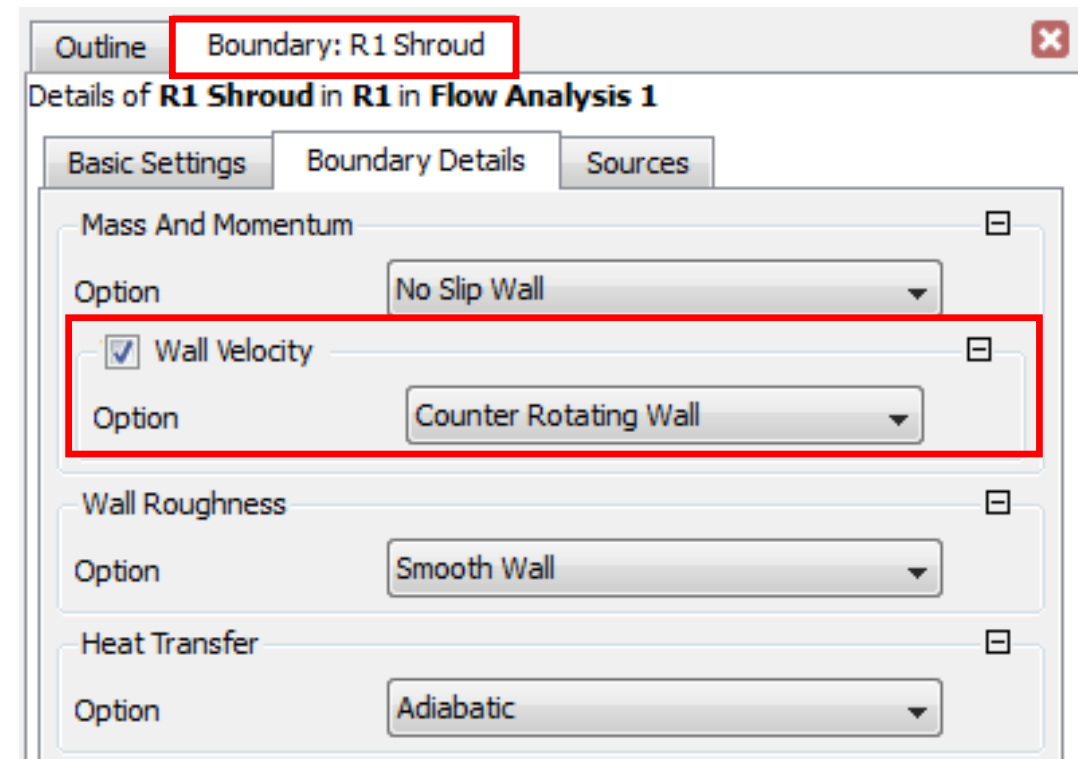 Outline Boundary: R1 Shroud
Details of R1 Shroud in R1 in Flow Analysis 1
Basic Settings Boundary Details Sources
Mass And Momentum
Option No Slip Wall
Wall Velocity
Option Counter Rotating Wall
Wall Roughness
Option Smooth Wall
Heat Transfer
Option Adiabatic